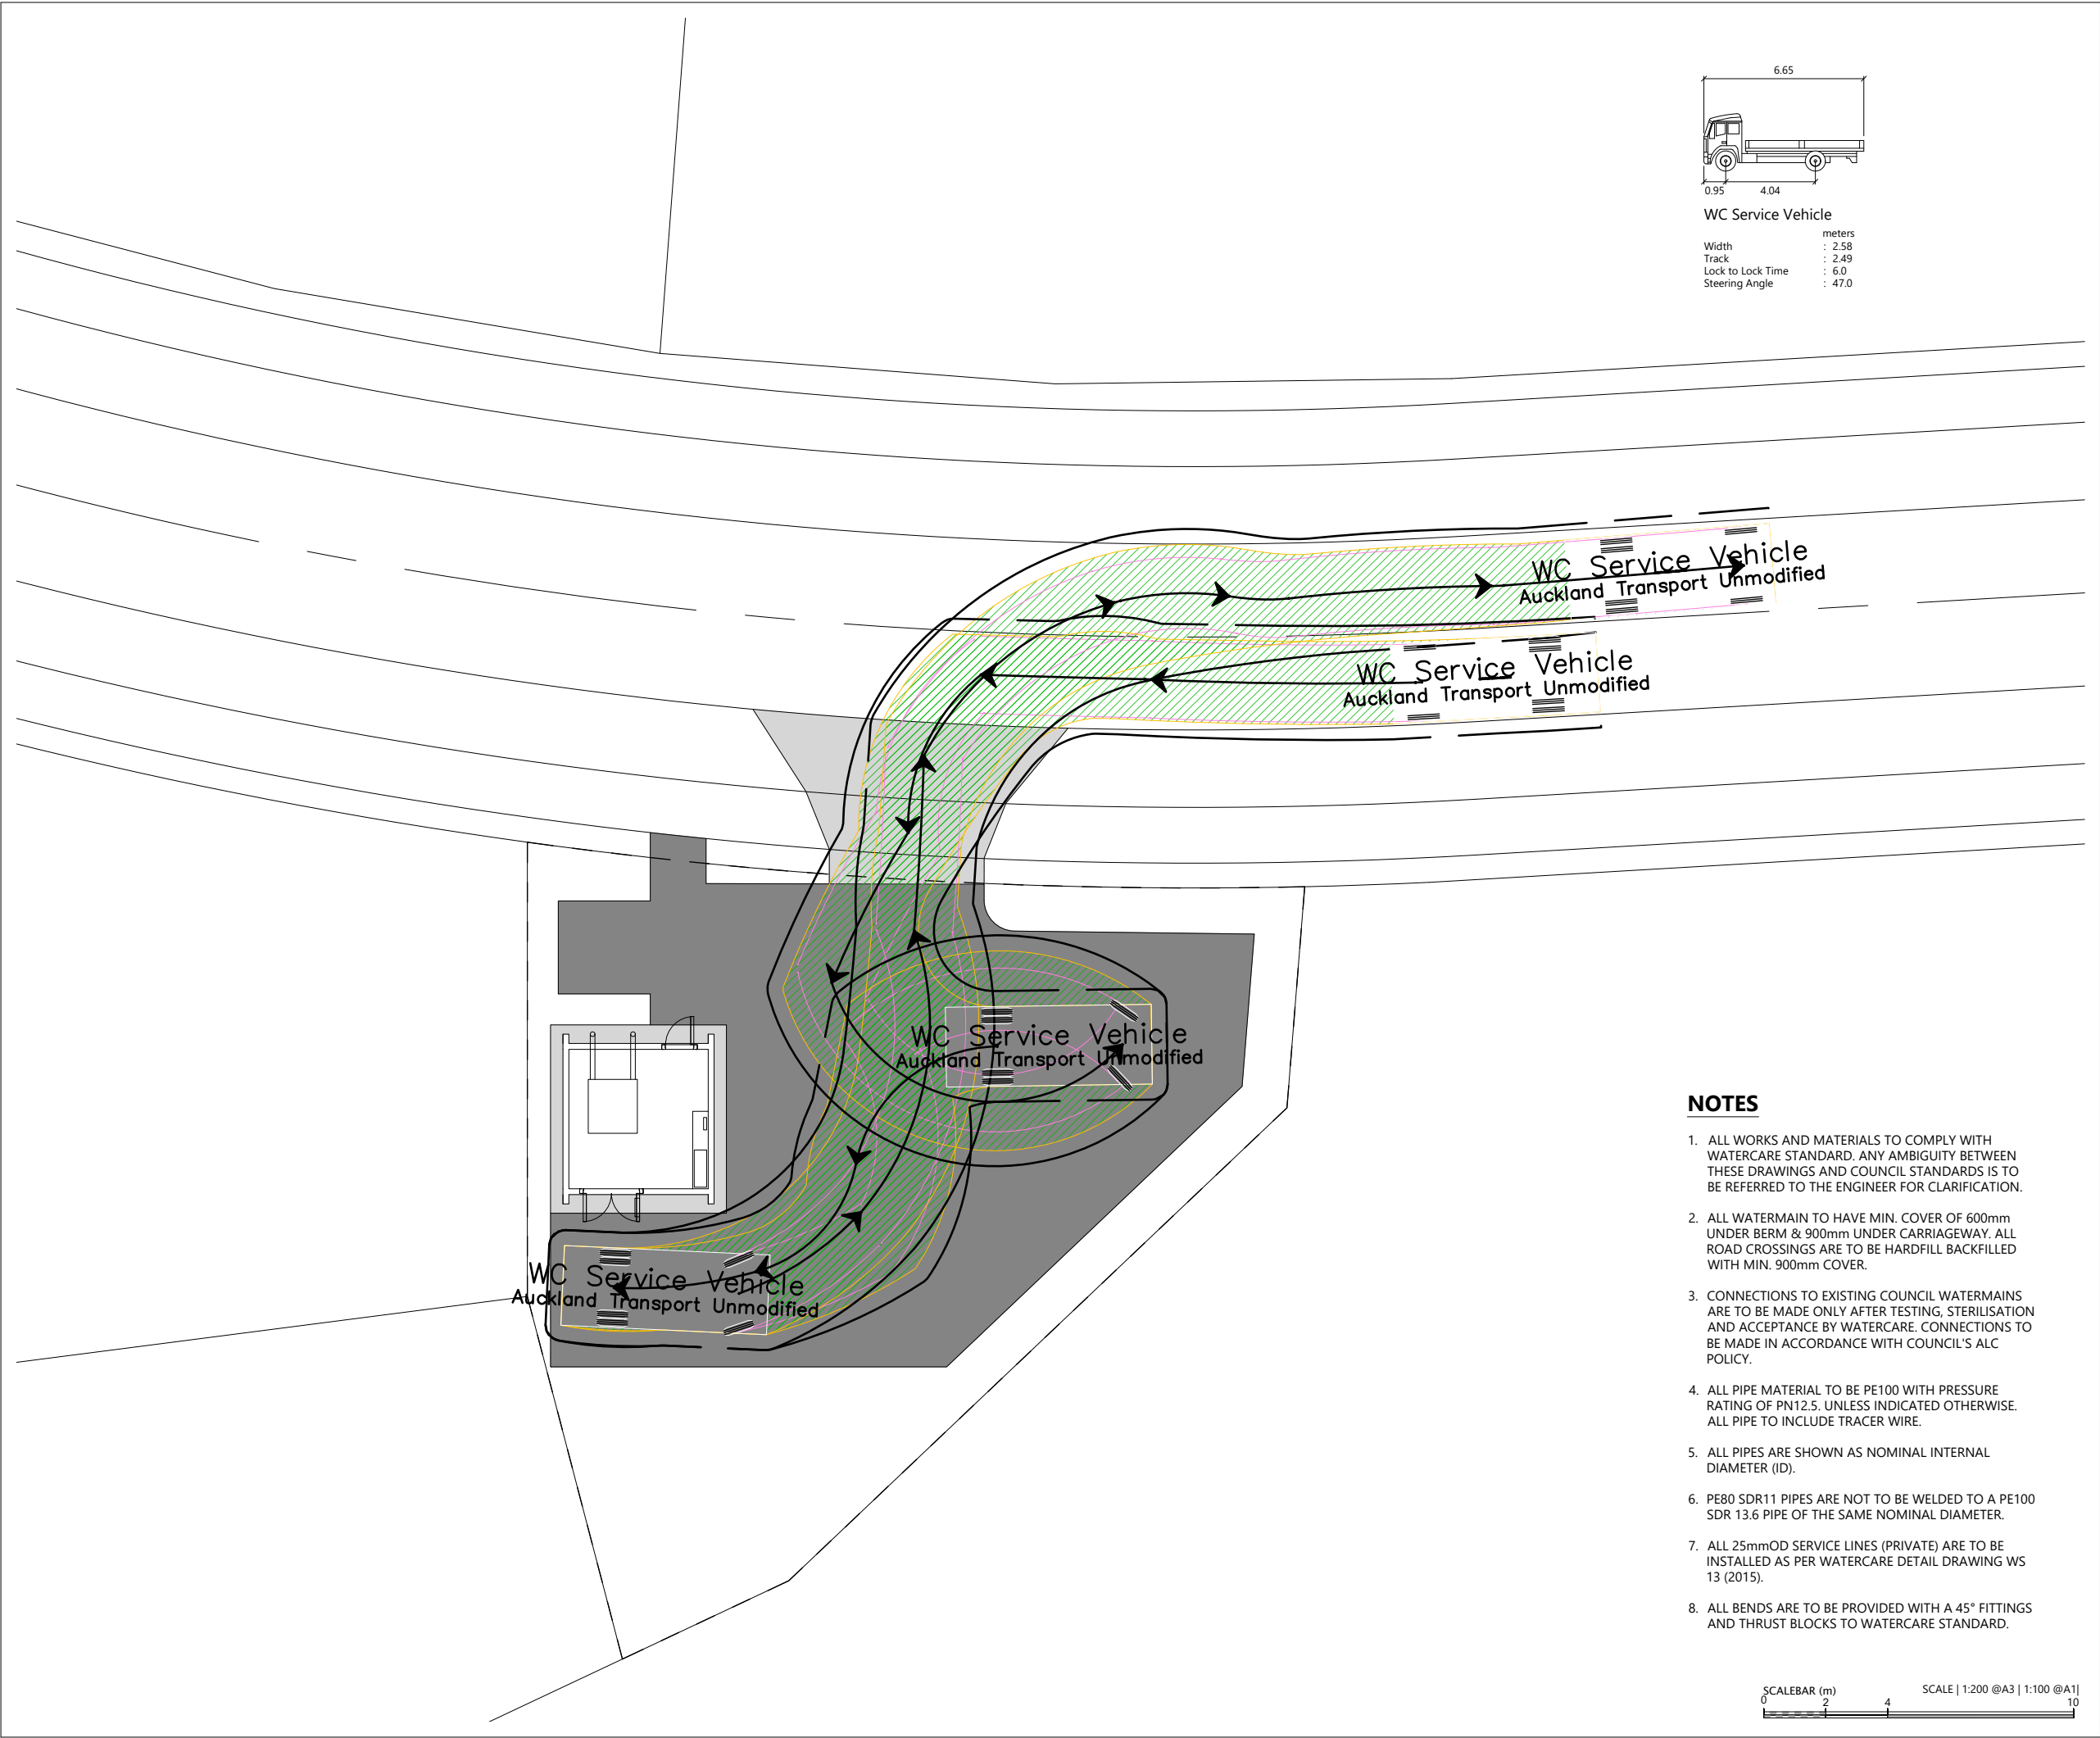 6.65
0.95 4.04
WC Service Vehicle
meters
Width : 2.58
Track : 2.49
Lock to Lock Time : 6.0
Steering Angle : 47.0
WC Service Vehicle
Auckland Transport Unmodified
WC Service Vehicle
Auckland Transport Unmodified
WC Service Vehicle
Auckland Transport Unmodified
WC Service Vehicle
Auckland Transport Unmodified
NOTES
1. ALL WORKS AND MATERIALS TO COMPLY WITH
WATERCARE STANDARD. ANY AMBIGUITY BETWEEN
THESE DRAWINGS AND COUNCIL STANDARDS IS TO
BE REFERRED TO THE ENGINEER FOR CLARIFICATION.
2. ALL WATERMAIN TO HAVE MIN. COVER OF 600mm
UNDER BERM & 900mm UNDER CARRIAGEWAY. ALL
ROAD CROSSINGS ARE TO BE HARDFILL BACKFILLED
WITH MIN. 900mm COVER.
3. CONNECTIONS TO EXISTING COUNCIL WATERMAINS
ARE TO BE MADE ONLY AFTER TESTING, STERILISATION
AND ACCEPTANCE BY WATERCARE. CONNECTIONS TO
BE MADE IN ACCORDANCE WITH COUNCIL'S ALC
POLICY.
4. ALL PIPE MATERIAL TO BE PE100 WITH PRESSURE
RATING OF PN12.5. UNLESS INDICATED OTHERWISE.
ALL PIPE TO INCLUDE TRACER WIRE.
5. ALL PIPES ARE SHOWN AS NOMINAL INTERNAL
DIAMETER (ID).
6. PE80 SDR11 PIPES ARE NOT TO BE WELDED TO A PE100
SDR 13.6 PIPE OF THE SAME NOMINAL DIAMETER.
7. ALL 25mmOD SERVICE LINES (PRIVATE) ARE TO BE
INSTALLED AS PER WATERCARE DETAIL DRAWING WS
13 (2015).
8. ALL BENDS ARE TO BE PROVIDED WITH A 45° FITTINGS
AND THRUST BLOCKS TO WATERCARE STANDARD.
SCALEBAR (m) SCALE | 1:200 @A3 | 1:100 @A1|
0 2 4 10